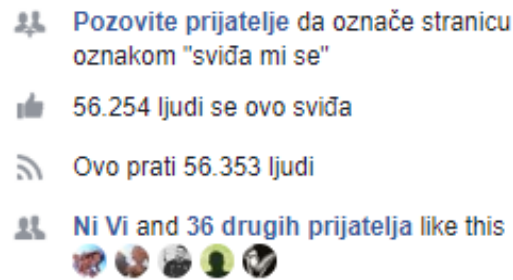 Pozovite prijatelje da označe stranicu
oznakom "sviđa mi se"
56.254 ljudi se ovo sviđa
Ovo prati 56.353 ljudi
Ni Vi and 36 drugih prijatelja like this